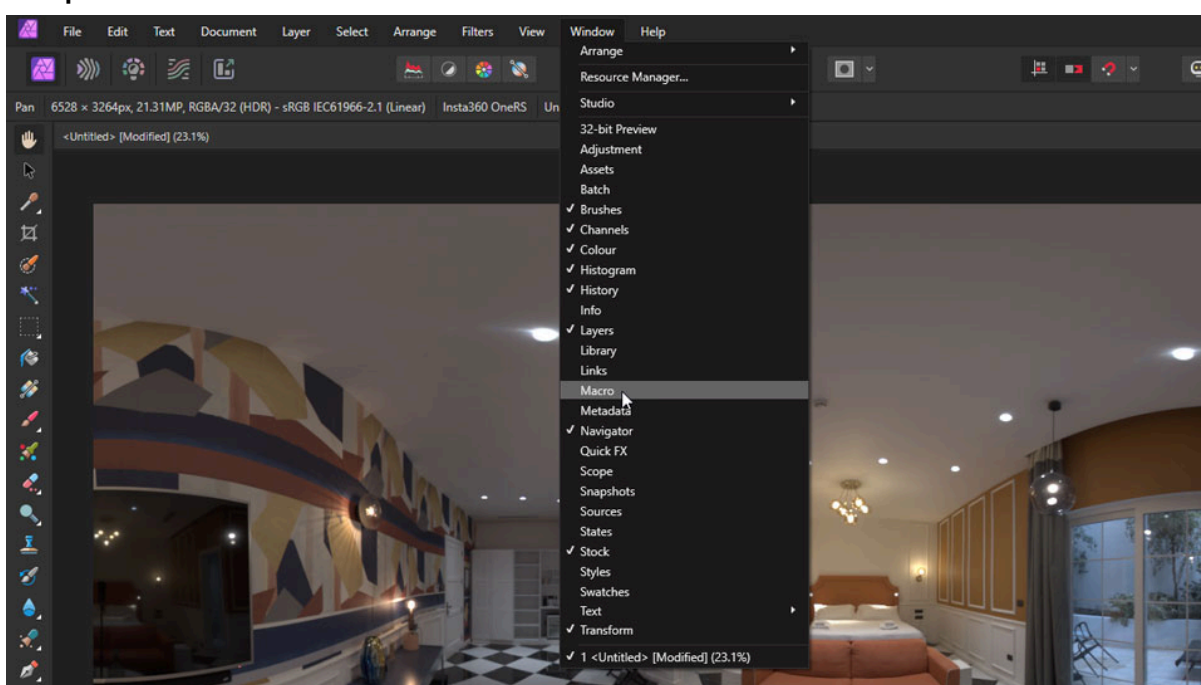 File Edit Text Document Layer Select Arrange Filters View Window Help
Pan 6528 × 3264px, 21.31MP, RGBA/32 (HDR) - sRGB IEC61966-2.1 (Linear) Insta360 OneRS Un
<Untitled> [Modified] (23.1%)
Arrange
Resource Manager...
Studio
32-bit Preview
Adjustment
Assets
Batch
✓ Brushes
✓ Channels
✓ Colour
✓ Histogram
✓ History
Info
✓ Layers
Library
Links
Macro
Metadata
✓ Navigator
Quick FX
Scope
Snapshots
Sources
States
✓ Stock
Styles
Swatches
Text
✓ Transform
✓ 1 <Untitled> [Modified] (23.1%)